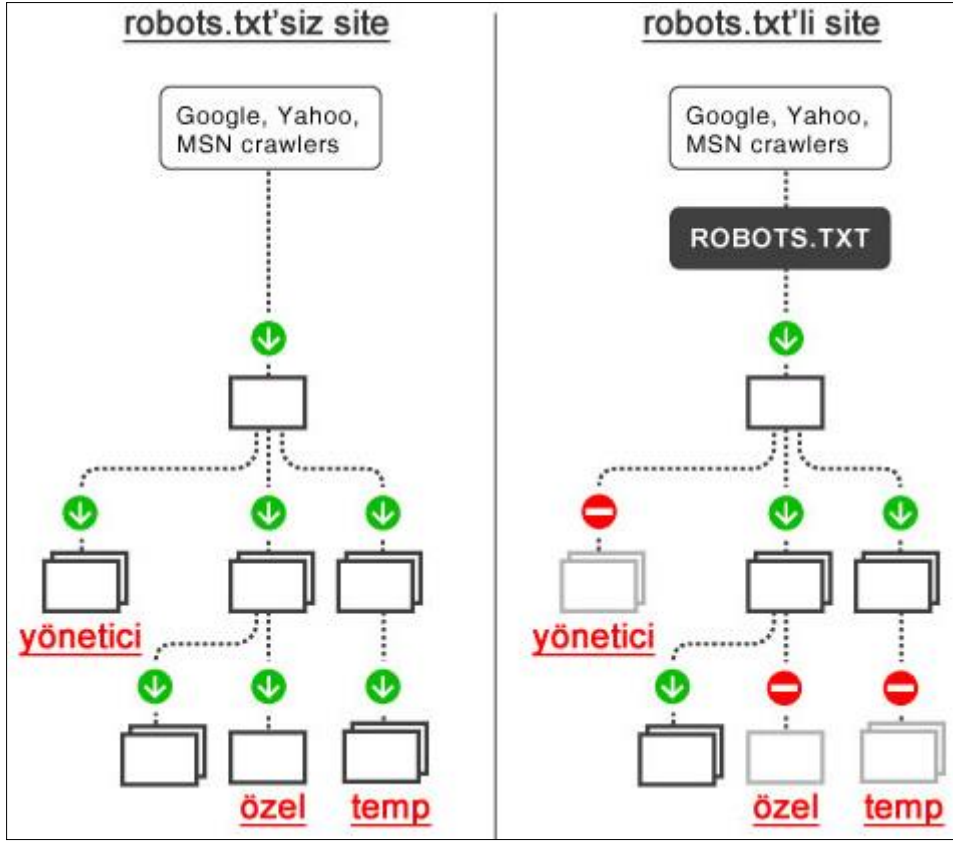 robots.txt'siz site
Google, Yahoo,
MSN crawlers
yönetici
özel
temp
robots.txt'li site
Google, Yahoo,
MSN crawlers
ROBOTS.TXT
yönetici
özel
temp